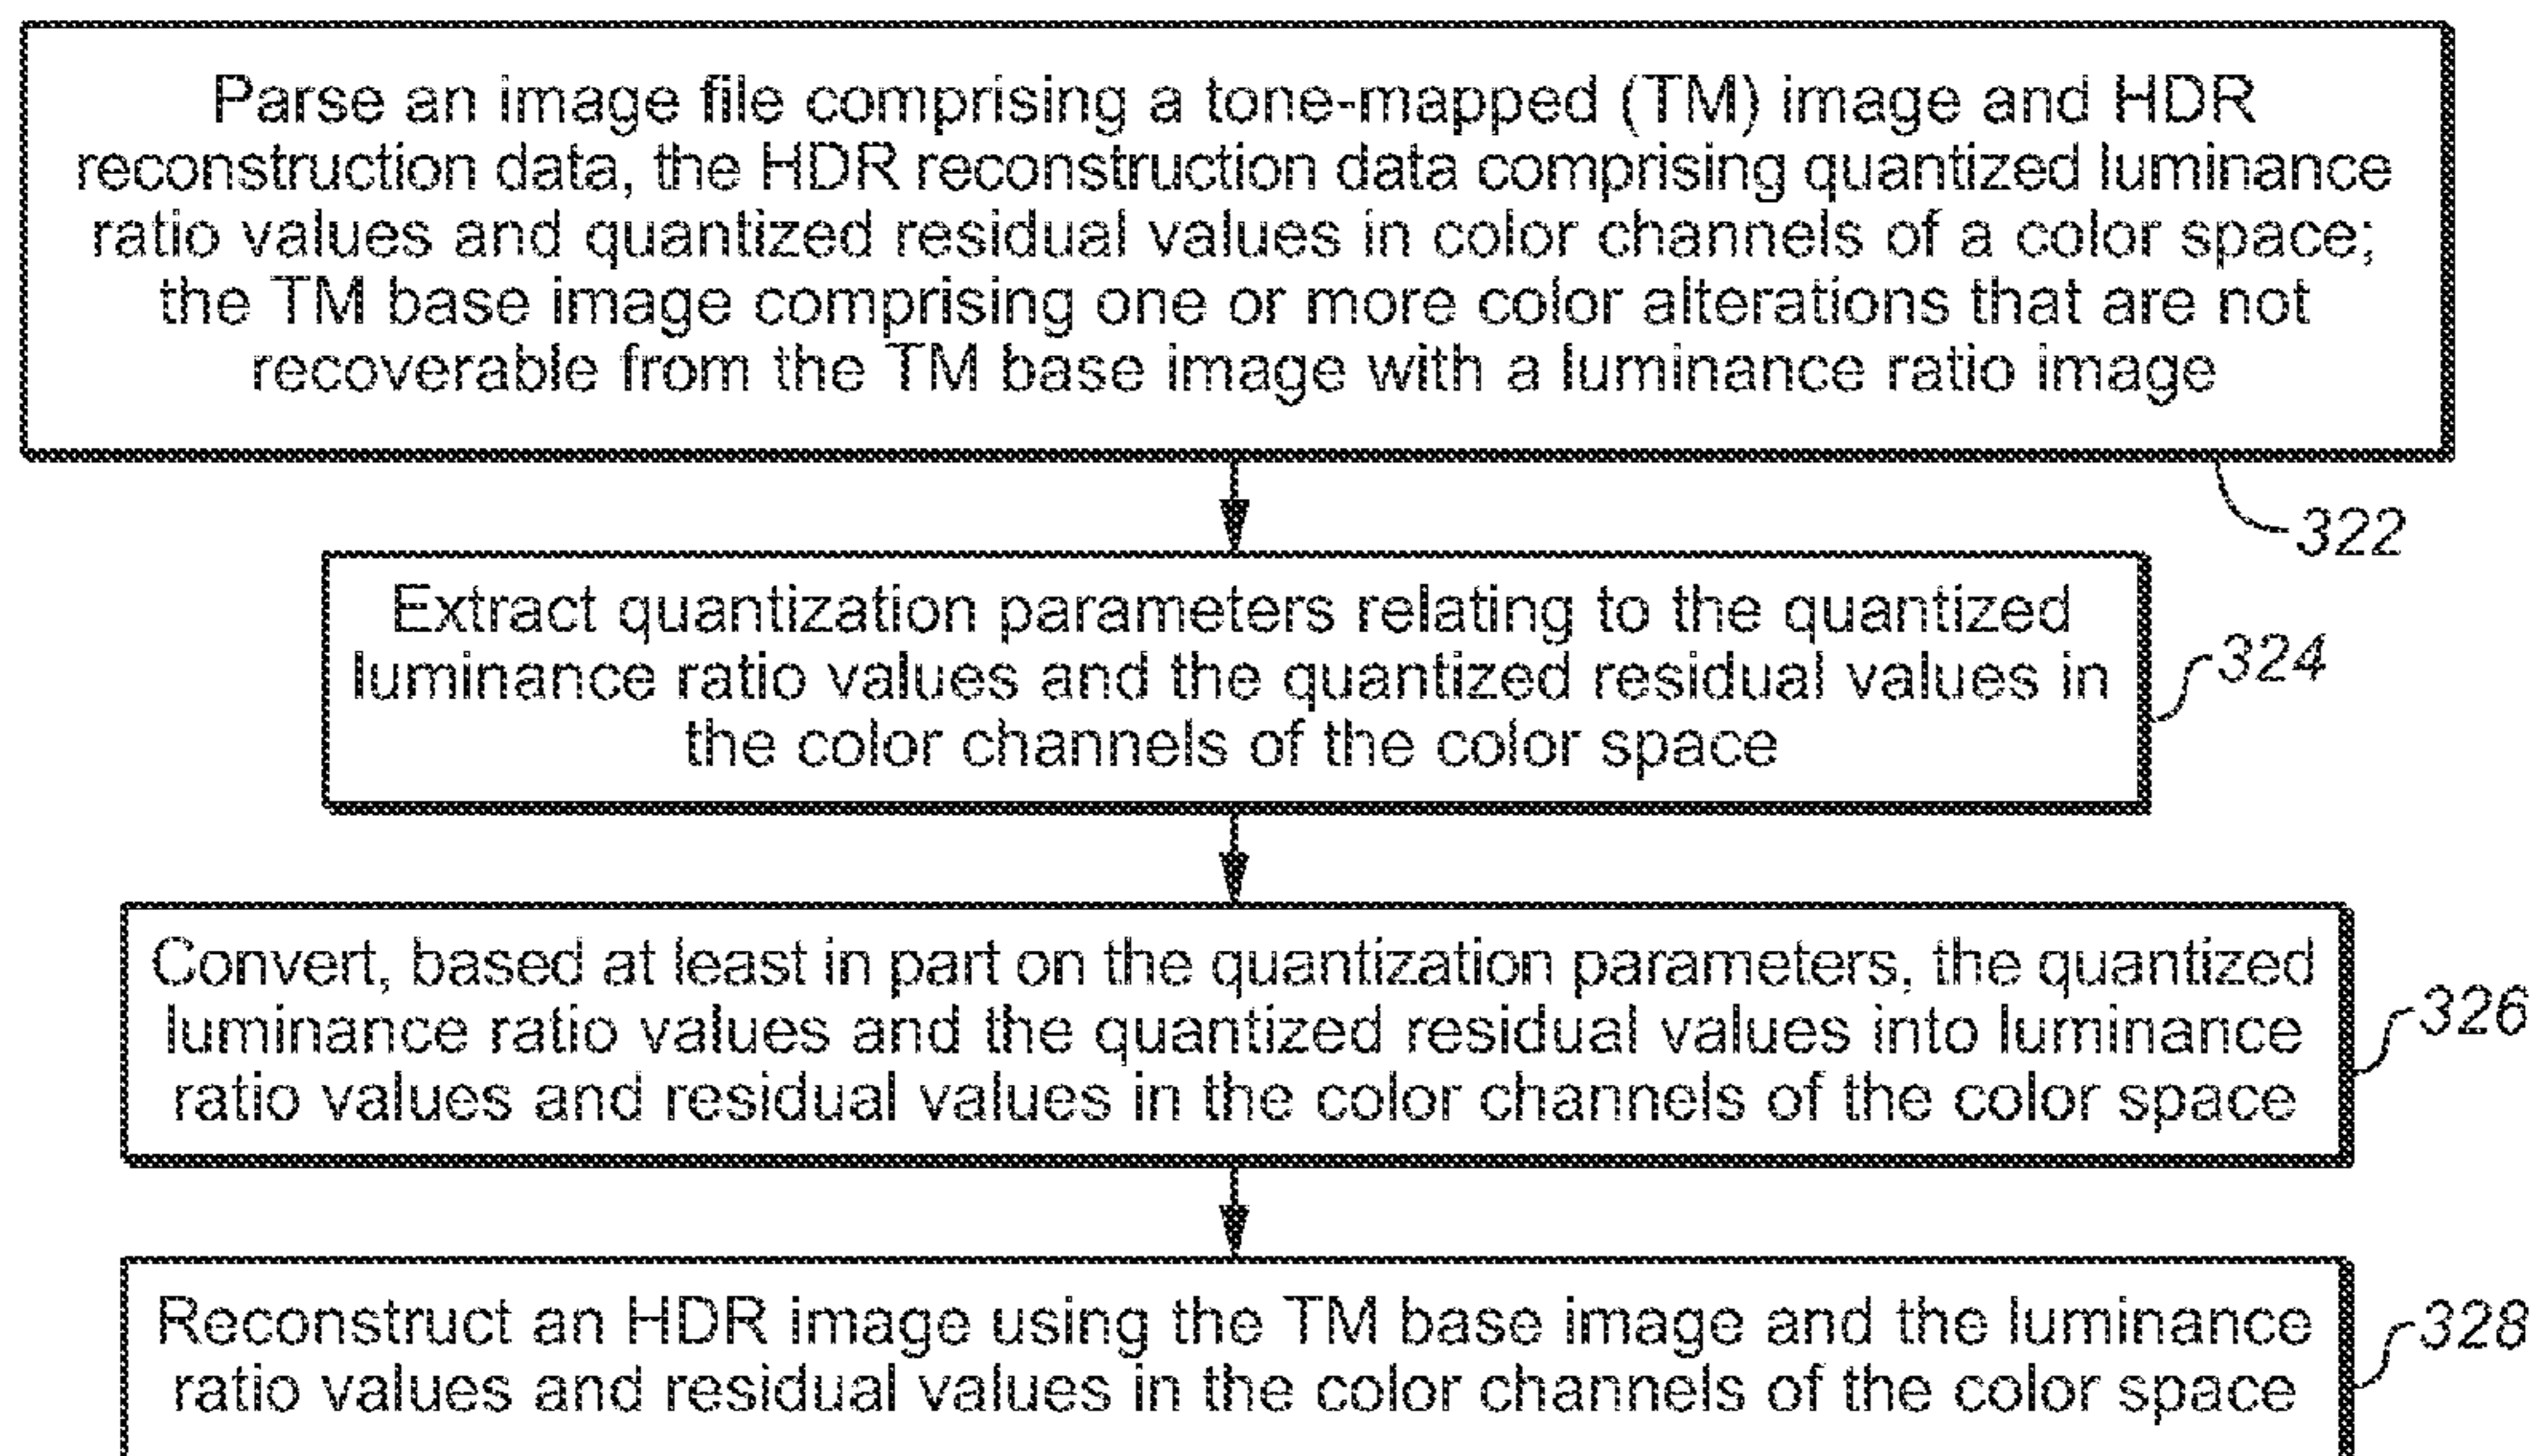 Parse an image file comprising a tone-mapped (TM) image and HDR
reconstruction data, the HDR reconstruction data comprising quantized luminance
ratio values and quantized residual values in color channels of a color space;
the TM base image comprising one or more color alterations that are not
recoverable from the TM base image with a luminance ratio image
322
Extract quantization parameters relating to the quantized
luminance ratio values and the quantized residual values in
the color channels of the color space
324
Convert, based at least in part on the quantization parameters, the quantized
luminance ratio values and the quantized residual values into luminance
ratio values and residual values in the color channels of the color space
326
Reconstruct an HDR image using the TM base image and the luminance
ratio values and residual values in the color channels of the color space
328